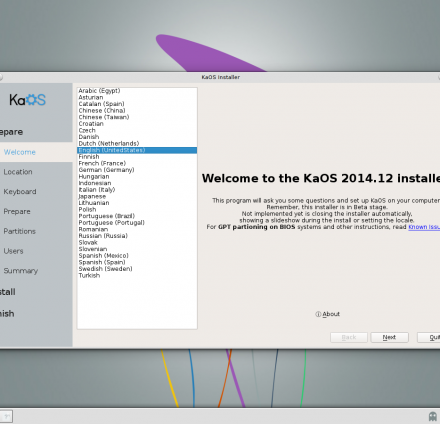 KaOS Installer
KaOS
epare
Welcome
Location
Keyboard
Prepare
Partitions
Users
Summary
stall
nish
Arabic (Egypt)
Asturian
Catalan (Spain)
Chinese (China)
Chinese (Taiwan)
Croatian
Czech
Danish
Dutch (Netherlands)
English (UnitedStates)
Finnish
French (France)
German (Germany)
Hungarian
Indonesian
Italian (Italy)
Japanese
Lithuanian
Polish
Portuguese (Brazil)
Portuguese (Portugal)
Romanian
Russian (Russia)
Slovak
Slovenian
Spanish (Mexico)
Spanish (Spain)
Swedish (Sweden)
Turkish
Welcome to the KaOS 2014.12 installe
This program will ask you some questions and set up KaOS on your computer
Remember, this installer is in Beta stage.
Not implemented yet is closing the installer automatically,
showing a slideshow during the install or setting the locale.
For GPT partioning on BIOS systems and other instructions, read Known issu
About
Back
Next
Quit